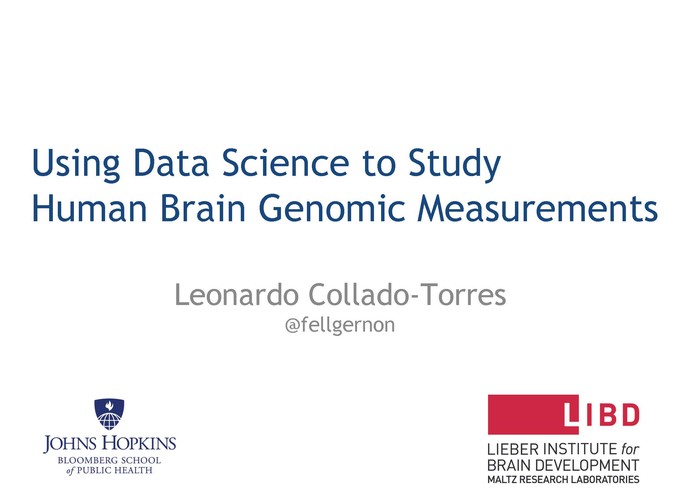 Using Data Science to Study
Human Brain Genomic Measurements
Leonardo Collado-Torres
@fellgernon
JOHNS HOPKINS
BLOOMBERG SCHOOL
of PUBLIC HEALTH
LIBD
LIEBER INSTITUTE for
BRAIN DEVELOPMENT
MALTZ RESEARCH LABORATORIES